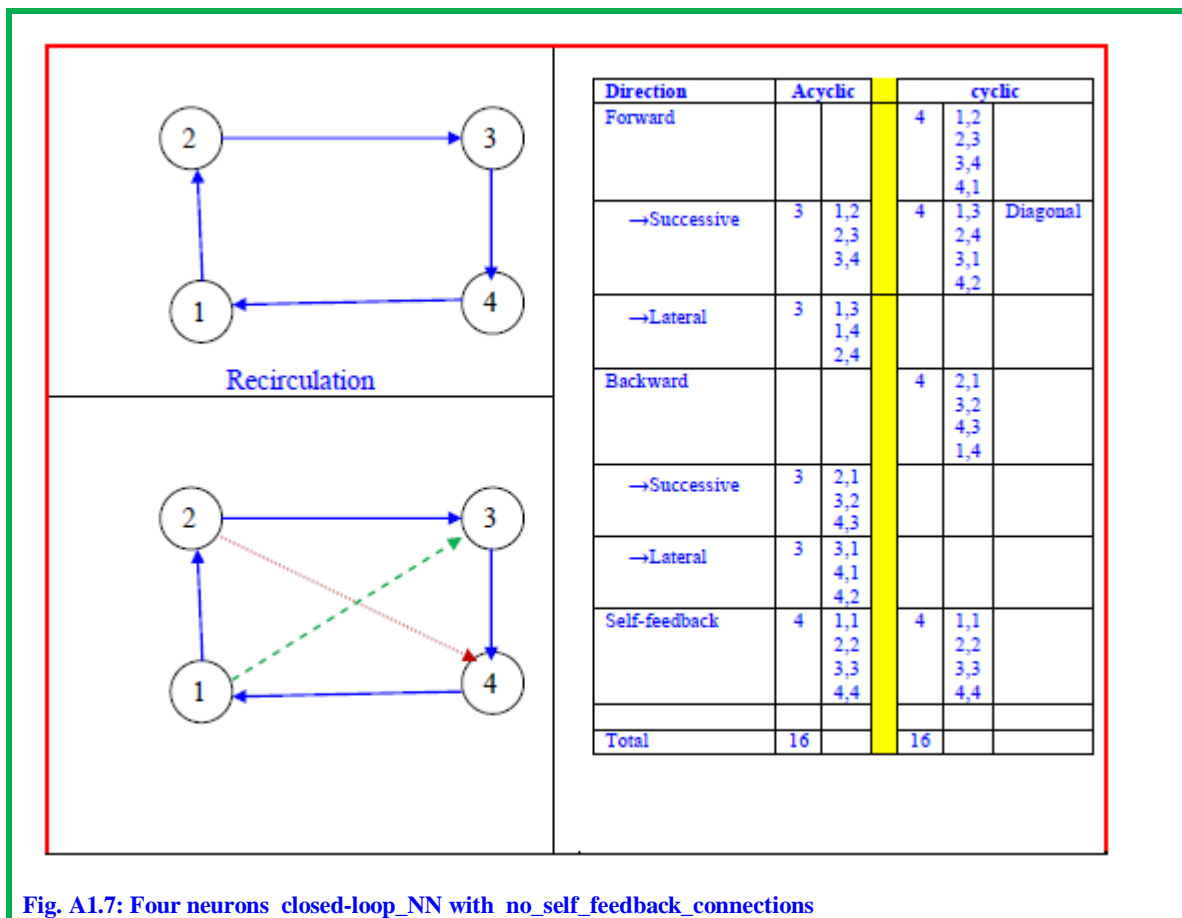 2
3
1
4
Recirculation
2
3
1
4
Direction Acyclic cyclic
Forward 4 1,2
2,3
3,4
4,1
→Successive 3 1,2 4 1,3 Diagonal
2,3 2,4
3,4 3,1
4,2
→Lateral 3 1,3
1,4
2,4
Backward 4 2,1
3,2
4,3
1,4
→Successive 3 2,1
3,2
4,3
→Lateral 3 3,1
4,1
4,2
Self-feedback 4 1,1 4 1,1
2,2 2,2
3,3 3,3
4,4 4,4
Total 16 16
Fig. A1.7: Four neurons closed-loop_NN with no_self_feedback_connections